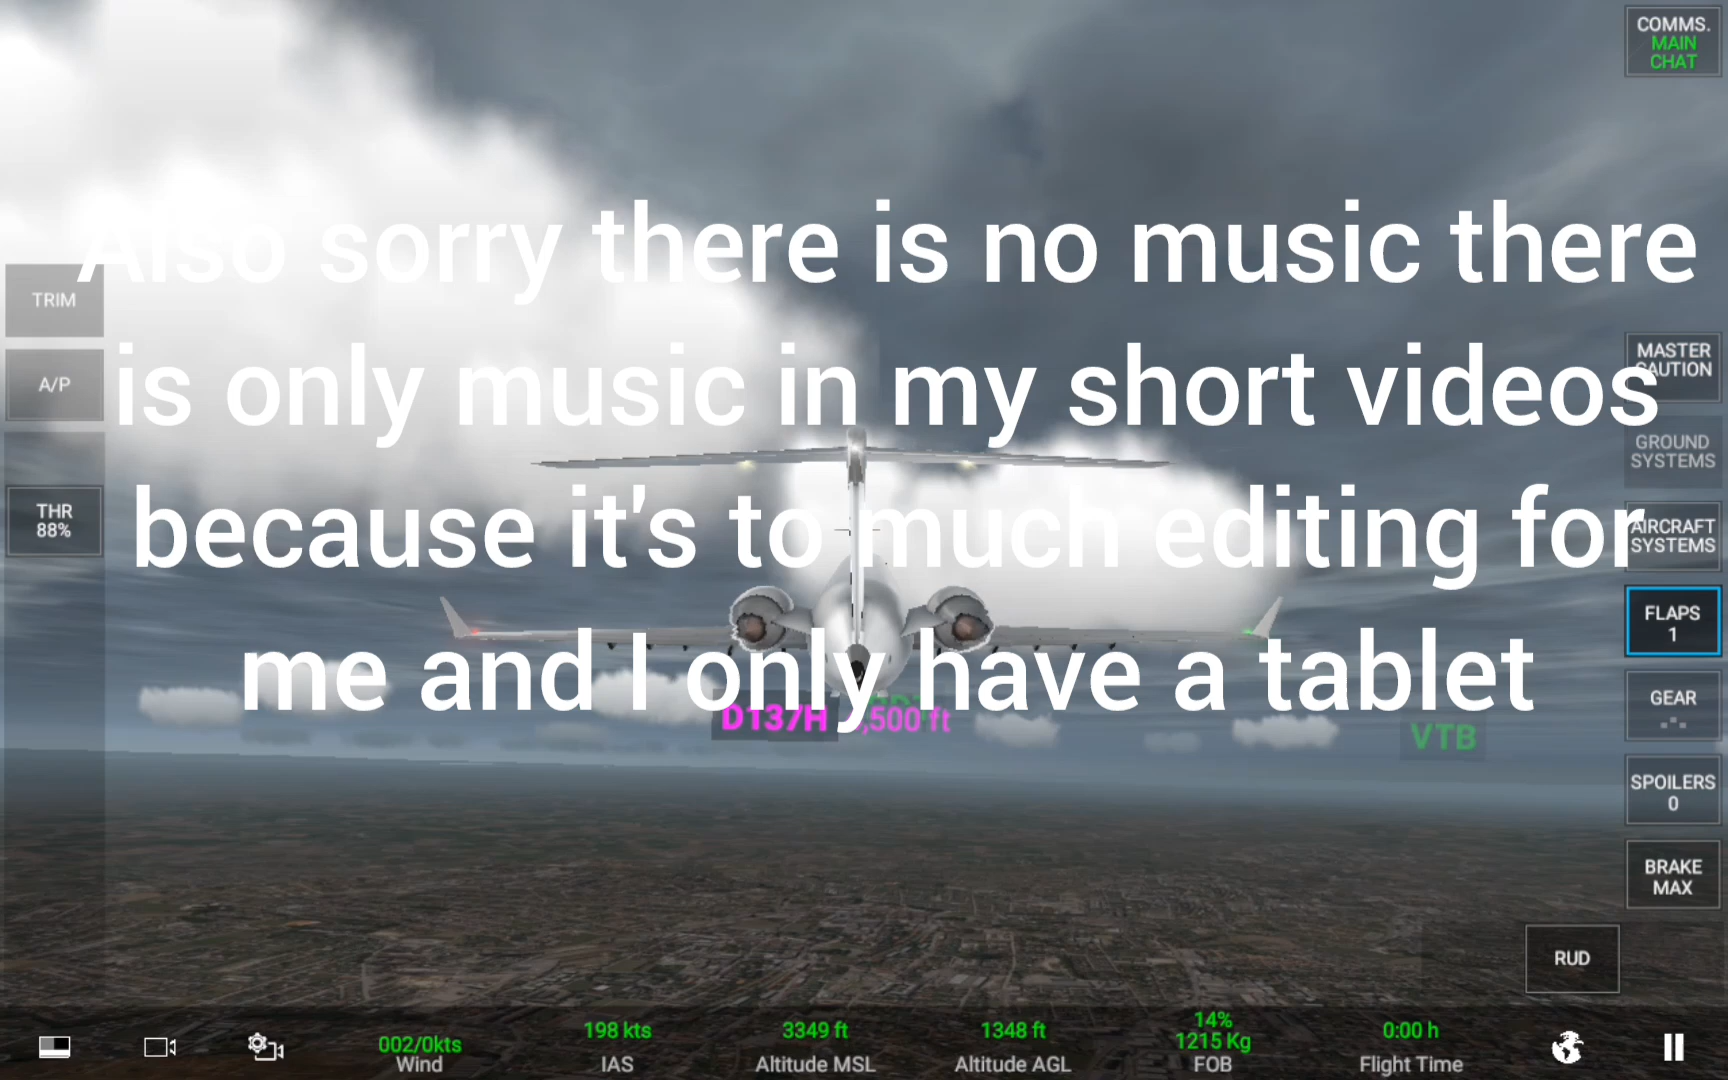 COMMS.
MAIN
CHAT
Also sorry there is no music there
is only music in my short videos
because it's to much editing for
me and I only have a tablet
TRIM
A/P
THR
88%
MASTER
CAUTION
GROUND
SYSTEMS
AIRCRAFT
SYSTEMS
FLAPS
1
GEAR
SPOILERS
0
BRAKE
MAX
RUD
D137H ,500 ft
VTB
002/0kts
Wind
198 kts
IAS
3349 ft
Altitude MSL
1348 ft
Altitude AGL
14%
1215 Kg
FOB
0:00 h
Flight Time